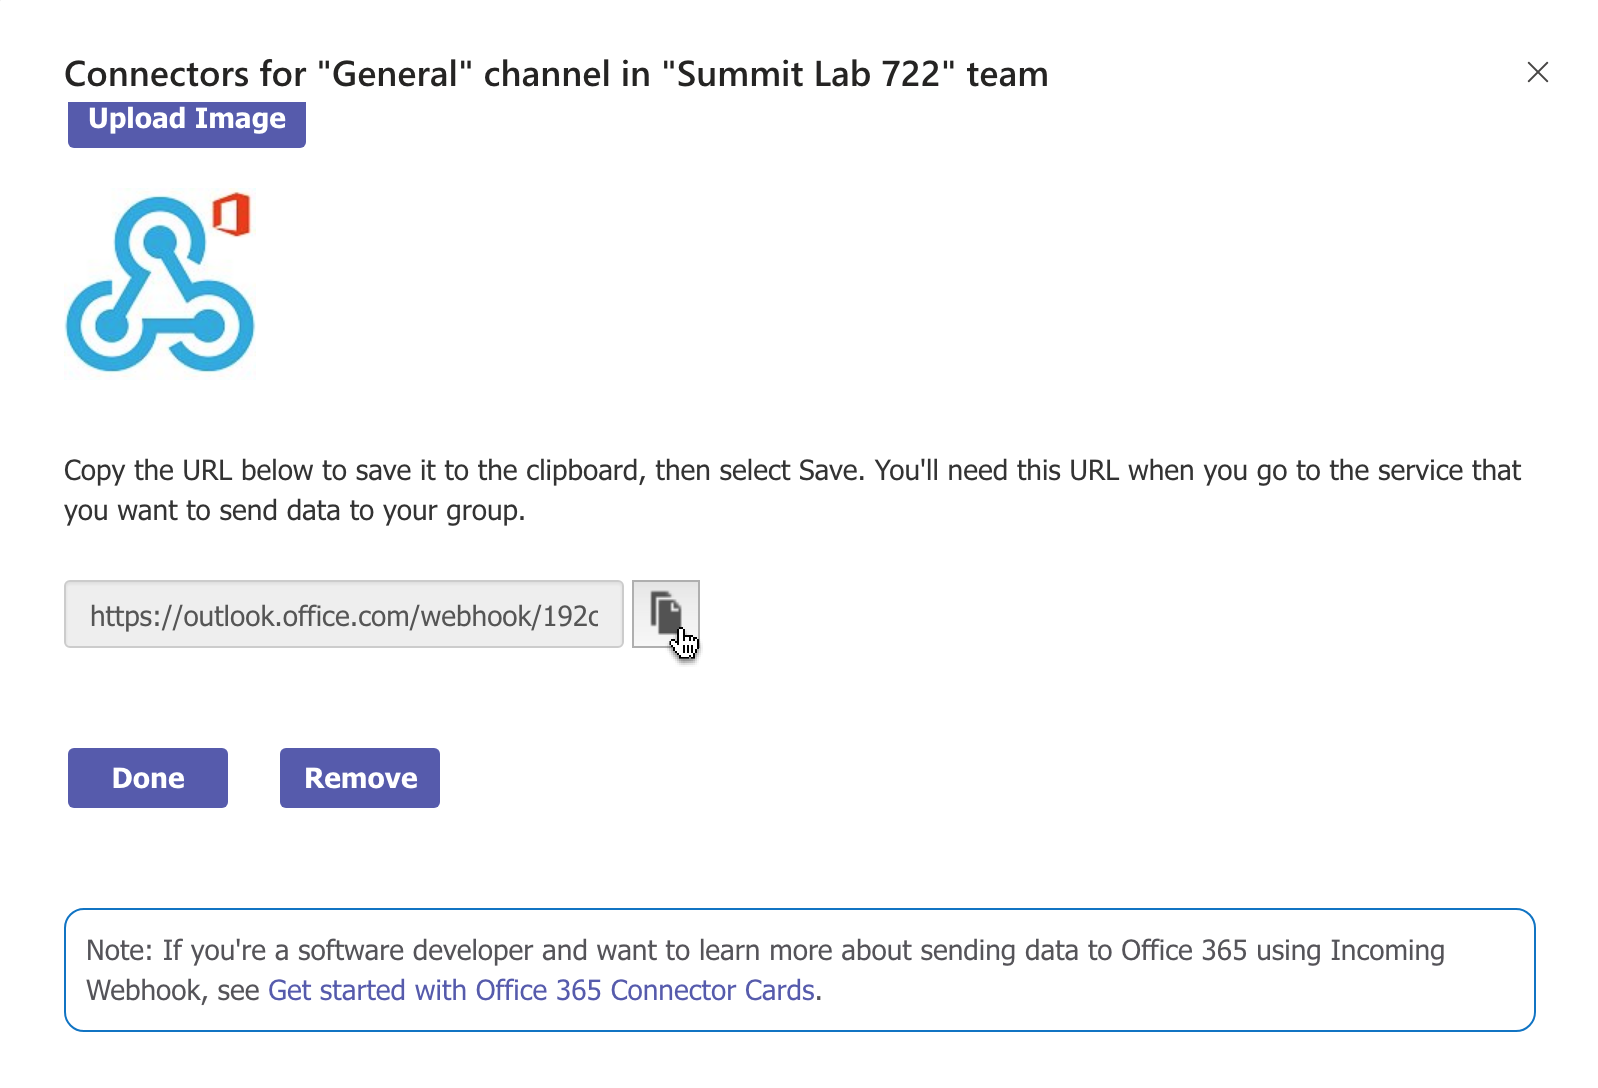 Connectors for "General" channel in "Summit Lab 722" team
Upload Image
Copy the URL below to save it to the clipboard, then select Save. You'll need this URL when you go to the service that
you want to send data to your group.
https://outlook.office.com/webhook/192c
Done Remove
Note: If you're a software developer and want to learn more about sending data to Office 365 using Incoming
Webhook, see Get started with Office 365 Connector Cards.